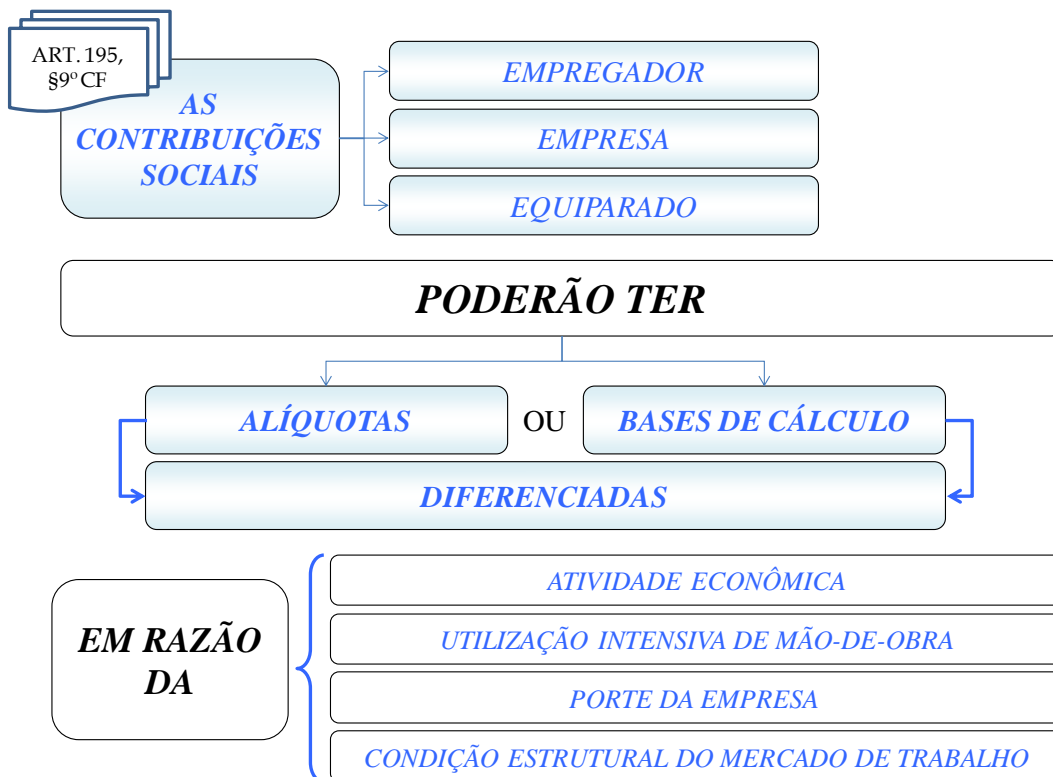 ART. 195,
§9º CF
AS
CONTRIBUIÇÕES
SOCIAIS
EMPREGADOR
EMPRESA
EQUIPARADO
PODERÃO TER
ALÍQUOTAS OU BASES DE CÁLCULO
DIFERENCIADAS
EM RAZÃO
DA
ATIVIDADE ECONÔMICA
UTILIZAÇÃO INTENSIVA DE MÃO-DE-OBRA
PORTE DA EMPRESA
CONDIÇÃO ESTRUTURAL DO MERCADO DE TRABALHO